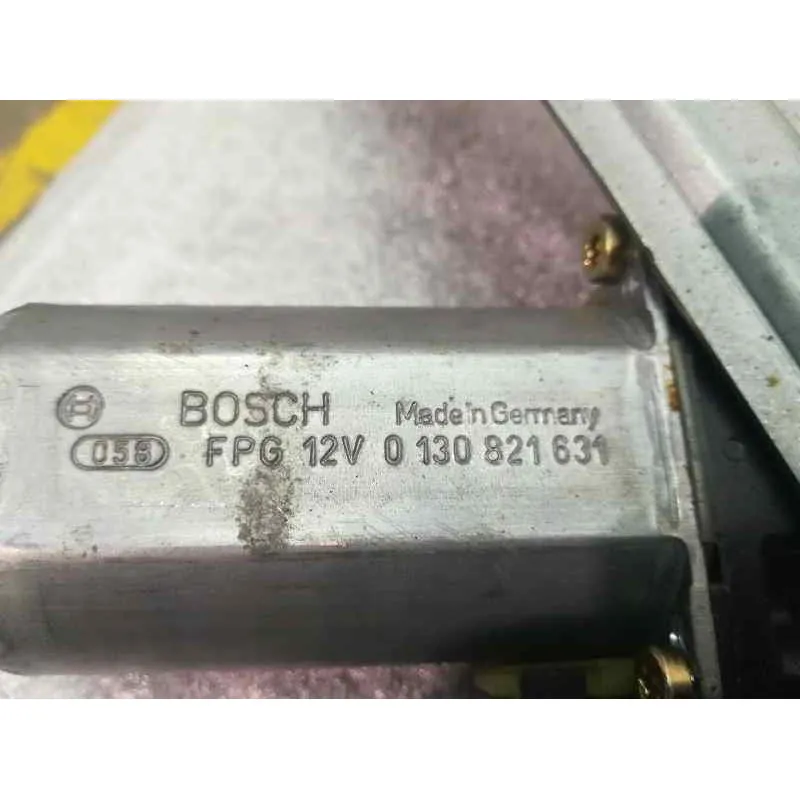 BOSCH Made in Germany
058 FPG 12V 0 130 821 631